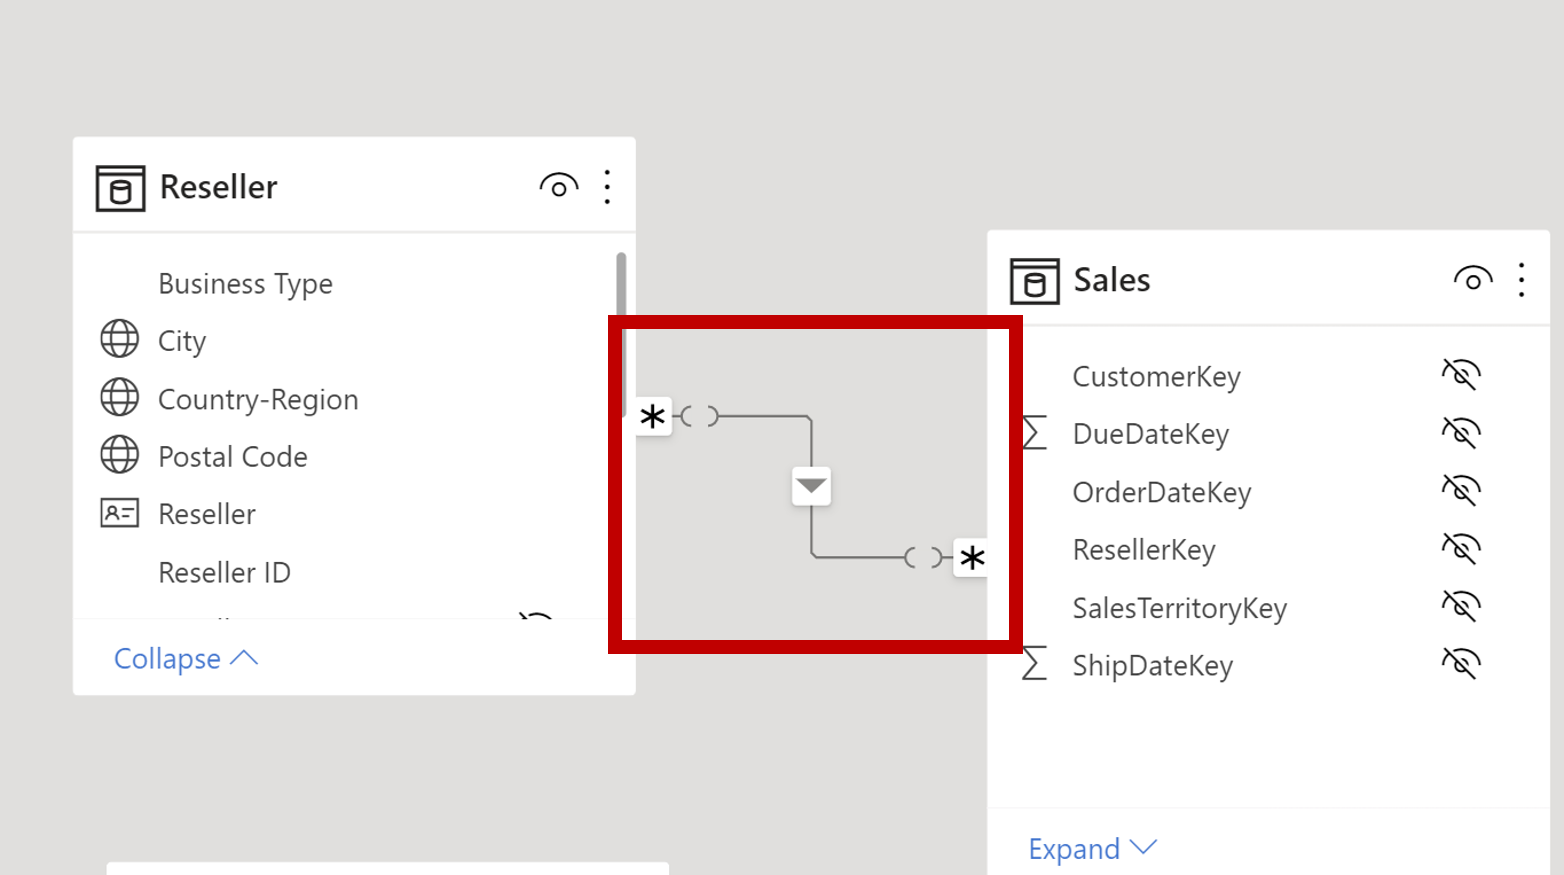 Reseller
Business Type
City
Country-Region
Postal Code
Reseller
Reseller ID
Collapse
*
*
Sales
CustomerKey
DueDateKey
OrderDateKey
ResellerKey
SalesTerritoryKey
ShipDateKey
Expand